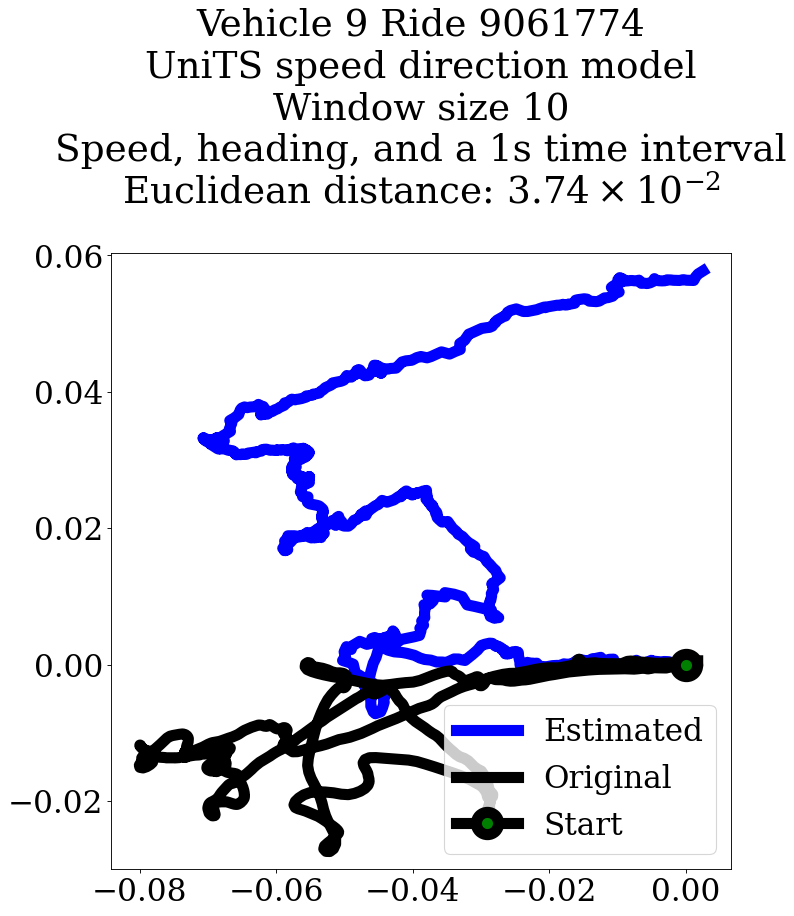 Vehicle 9 Ride 9061774
UniTS speed direction model
Window size 10
Speed, heading, and a 1s time interval
Euclidean distance: 3.74 × 10⁻²
0.06
0.04
0.02
0.00
−0.02
Estimated
Original
Start
−0.08
−0.06
−0.04
−0.02
0.00